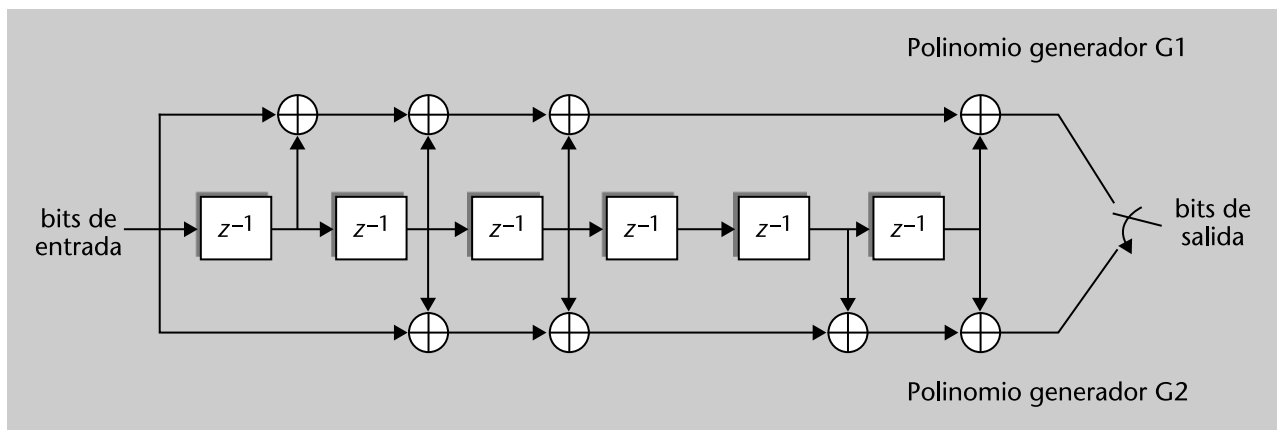 Polinomio generador G1
bits de
entrada
z⁻¹
z⁻¹
z⁻¹
z⁻¹
z⁻¹
z⁻¹
bits de
salida
Polinomio generador G2